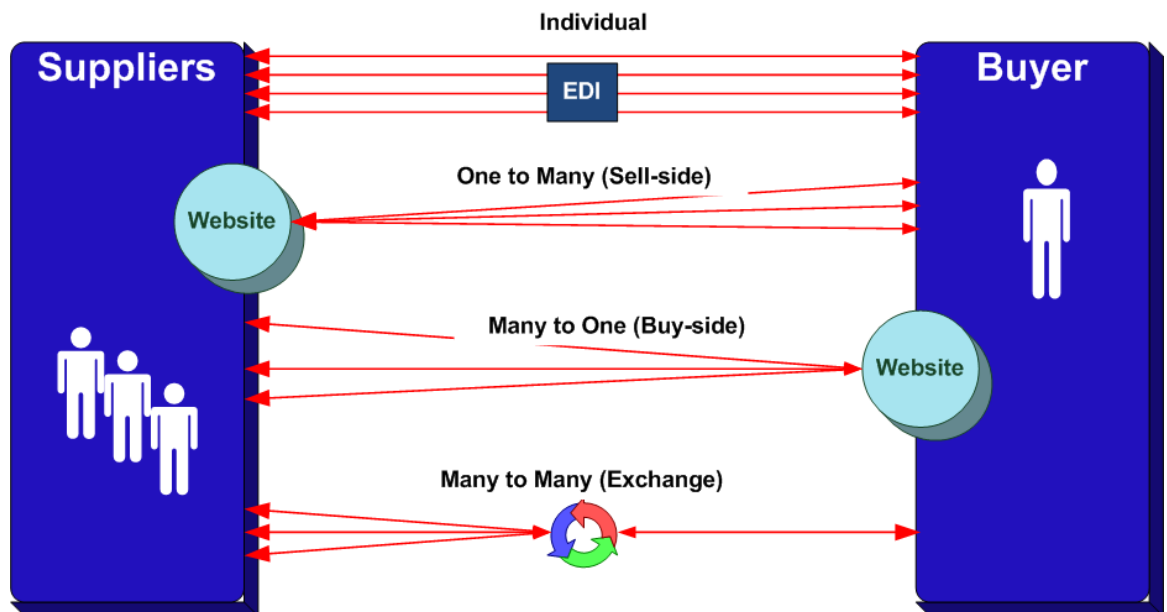 Individual
Suppliers
Buyer
EDI
One to Many (Sell-side)
Website
Many to One (Buy-side)
Website
Many to Many (Exchange)